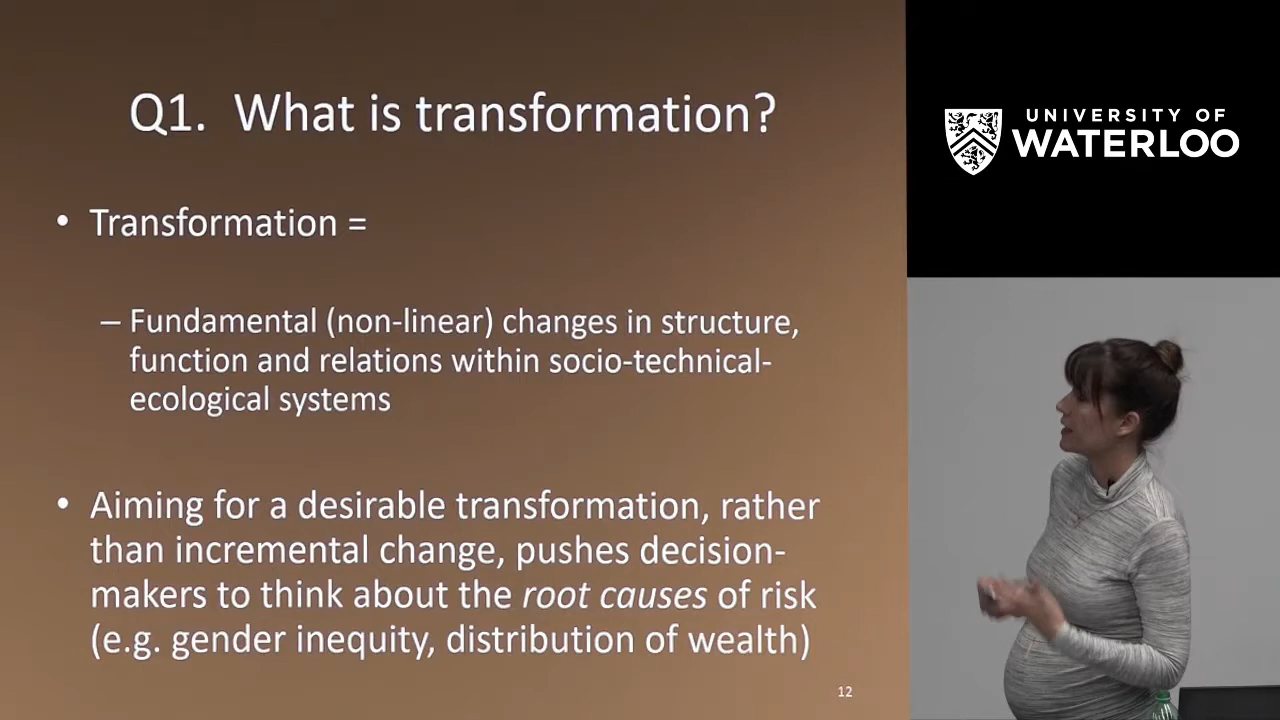 Q1. What is transformation?
• Transformation =
– Fundamental (non-linear) changes in structure,
function and relations within socio-technical-
ecological systems
• Aiming for a desirable transformation, rather
than incremental change, pushes decision-
makers to think about the root causes of risk
(e.g. gender inequity, distribution of wealth)
12
UNIVERSITY OF
WATERLOO